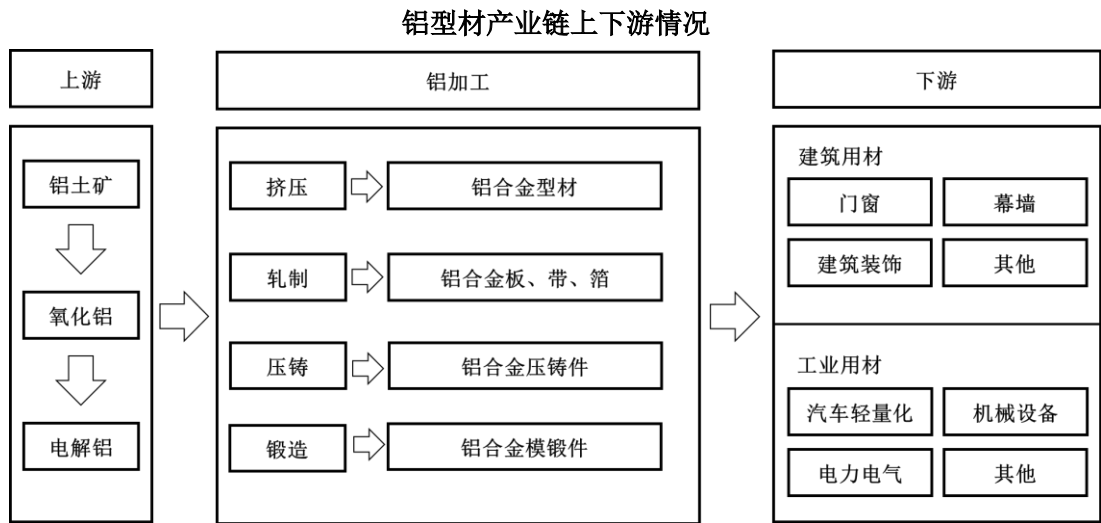 铝型材产业链上下游情况
上游
铝加工
下游
铝土矿
氧化铝
电解铝
挤压
铝合金型材
轧制
铝合金板、带、箔
压铸
铝合金压铸件
锻造
铝合金模锻件
建筑用材
门窗
幕墙
建筑装饰
其他
工业用材
汽车轻量化
机械设备
电力电气
其他